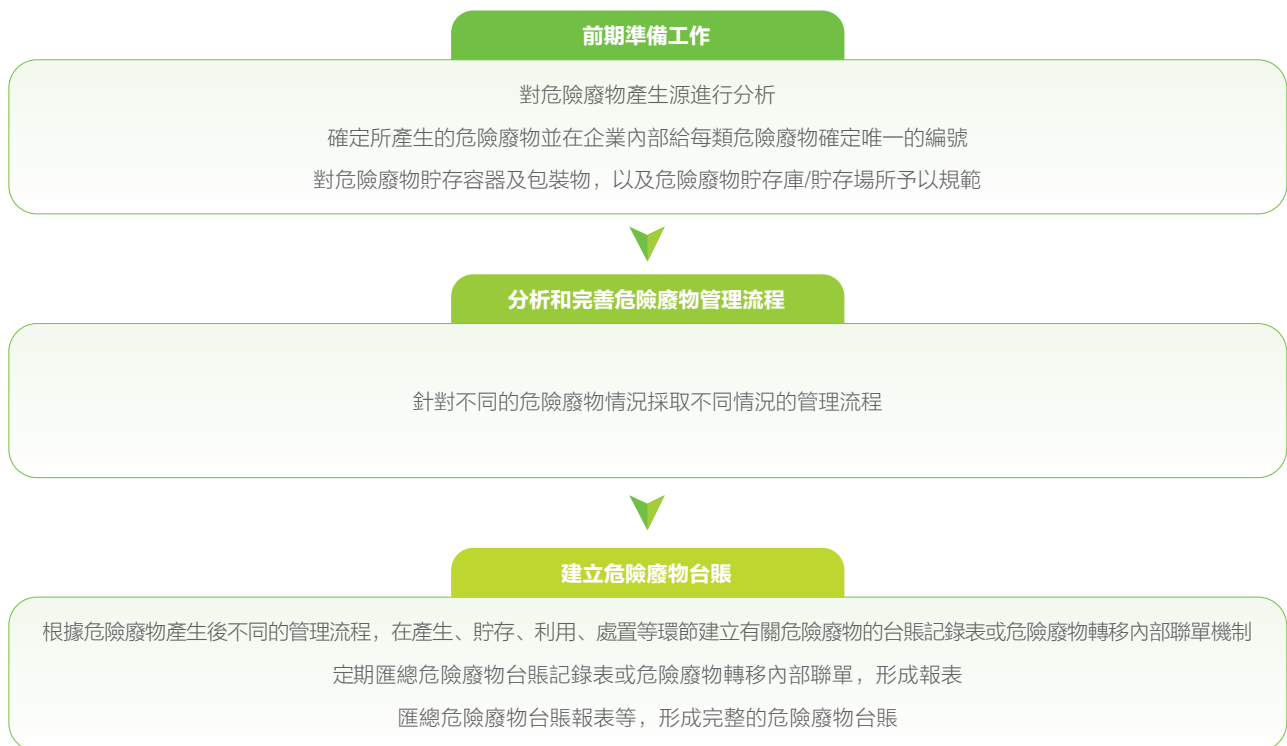 前期準備工作
對危險廢物產生源進行分析
確定所產生的危險廢物並在企業內部給每類危險廢物確定唯一的編號
對危險廢物貯存容器及包裝物，以及危險廢物貯存庫/貯存場所予以規範
分析和完善危險廢物管理流程
針對不同的危險廢物情況採取不同情況的管理流程
建立危險廢物台賬
根據危險廢物產生後不同的管理流程，在產生、貯存、利用、處置等環節建立有關危險廢物的台賬記錄表或危險廢物轉移內部聯單機制
定期匯總危險廢物台賬記錄表或危險廢物轉移內部聯單，形成報表
匯總危險廢物台賬報表等，形成完整的危險廢物台賬